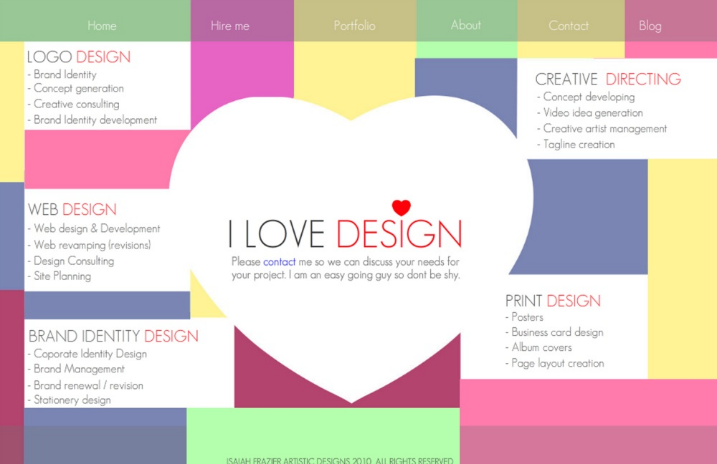 Home Hire me Portfolio About Contact Blog
LOGO DESIGN
- Brand Identity
- Concept generation
- Creative consulting
- Brand Identity development
CREATIVE DIRECTING
- Concept developing
- Video idea generation
- Creative artist management
- Tagline creation
WEB DESIGN
- Web design & Development
- Web revamping (revisions)
- Design Consulting
- Site Planning
I LOVE DESIGN
Please contact me so we can discuss your needs for
your project. I am an easy going guy so dont be shy.
PRINT DESIGN
- Posters
- Business card design
- Album covers
- Page layout creation
BRAND IDENTITY DESIGN
- Coporate Identity Design
- Brand Management
- Brand renewal / revision
- Stationery design
ISAIAH FRAZIER ARTISTIC DESIGNS 2010. ALL RIGHTS RESERVED